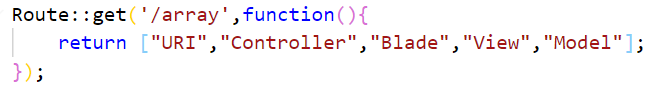 Route::get('/array',function(){
    return ["URI","Controller","Blade","View","Model"];
});